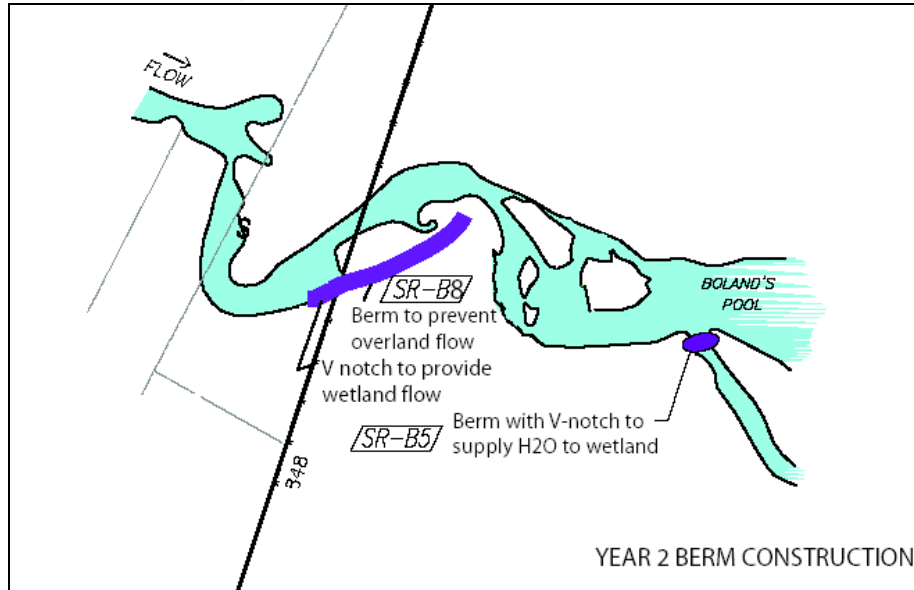 FLOW
BOLAND'S
POOL
SR-B8
Berm to prevent
overland flow
V notch to provide
wetland flow
SR-B5
Berm with V-notch to
supply H2O to wetland
348
YEAR 2 BERM CONSTRUCTION